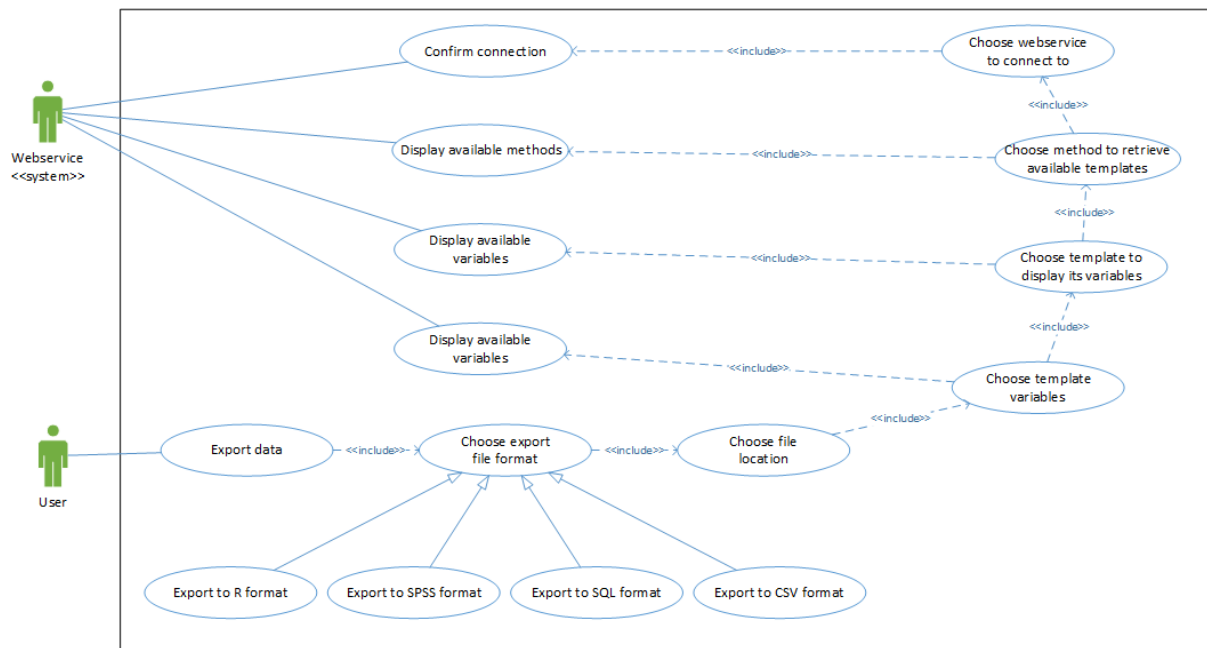 Confirm connection
<<include>>
Choose webservice
to connect to
<<include>>
Webservice
<<system>>
Display available methods
<<include>>
Choose method to retrieve
available templates
<<include>>
Display available
variables
<<include>>
Choose template to
display its variables
<<include>>
Display available
variables
<<include>>
Choose template
variables
<<include>>
User
Export data
<<include>>
Choose export
file format
<<include>>
Choose file
location
Export to R format
Export to SPSS format
Export to SQL format
Export to CSV format